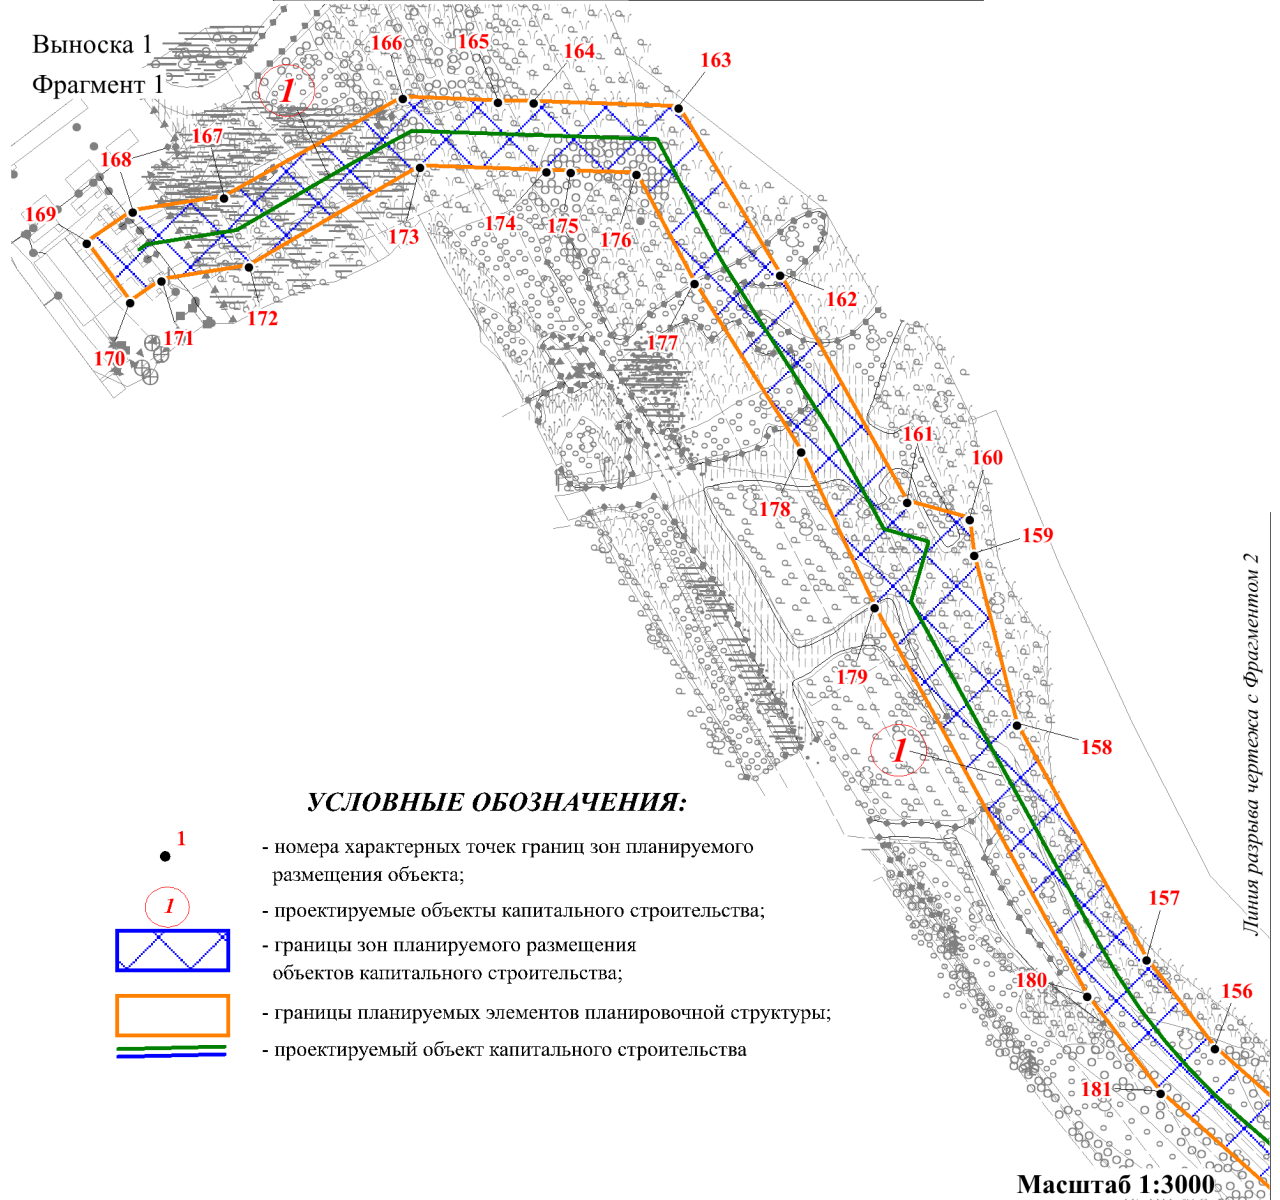 Выноска 1
Фрагмент 1
1
166
165
164
163
167
168
169
170
171
172
173
174
175
176
177
162
161
160
159
178
179
158
1
157
156
180
181
Линия разрыва чертежа с Фрагментом 2
УСЛОВНЫЕ ОБОЗНАЧЕНИЯ:
1
- номера характерных точек границ зон планируемого
размещения объекта;
1
- проектируемые объекты капитального строительства;
- границы зон планируемого размещения
объектов капитального строительства;
- границы планируемых элементов планировочной структуры;
- проектируемый объект капитального строительства
Масштаб 1:3000